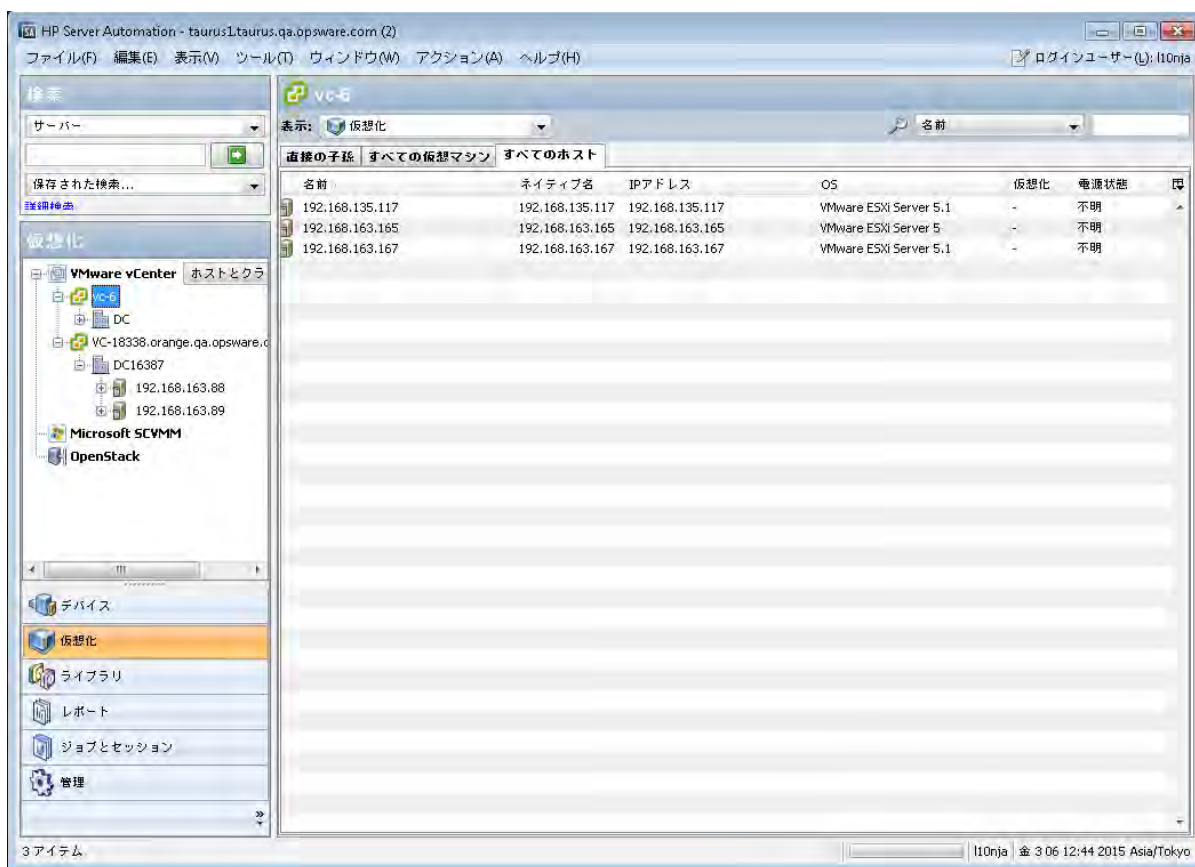 HP Server Automation - taurus1.taurus.qa.opsware.com (2)
ファイル(F) 編集(E) 表示(V) ツール(T) ウィンドウ(W) アクション(A) ヘルプ(H)
ログインユーザー(L): l10nja
検索
サーバー
保存された検索...
詳細検索
仮想化
VMware vCenter
ホストとクラ
vc-6
DC
VC-18338.orange.qa.opsware.c
DC16387
192.168.163.88
192.168.163.89
Microsoft SCVMM
OpenStack
デバイス
仮想化
ライブラリ
レポート
ジョブとセッション
管理
vc-6
表示: 仮想化
名前
直接の子孫 すべての仮想マシン すべてのホスト
名前 ネイティブ名 IPアドレス OS 仮想化 電源状態
192.168.135.117 192.168.135.117 192.168.135.117 VMware ESXi Server 5.1 - 不明
192.168.163.165 192.168.163.165 192.168.163.165 VMware ESXi Server 5 - 不明
192.168.163.167 192.168.163.167 192.168.163.167 VMware ESXi Server 5.1 - 不明
3 アイテム
l10nja 金 3 06 12:44 2015 Asia/Tokyo